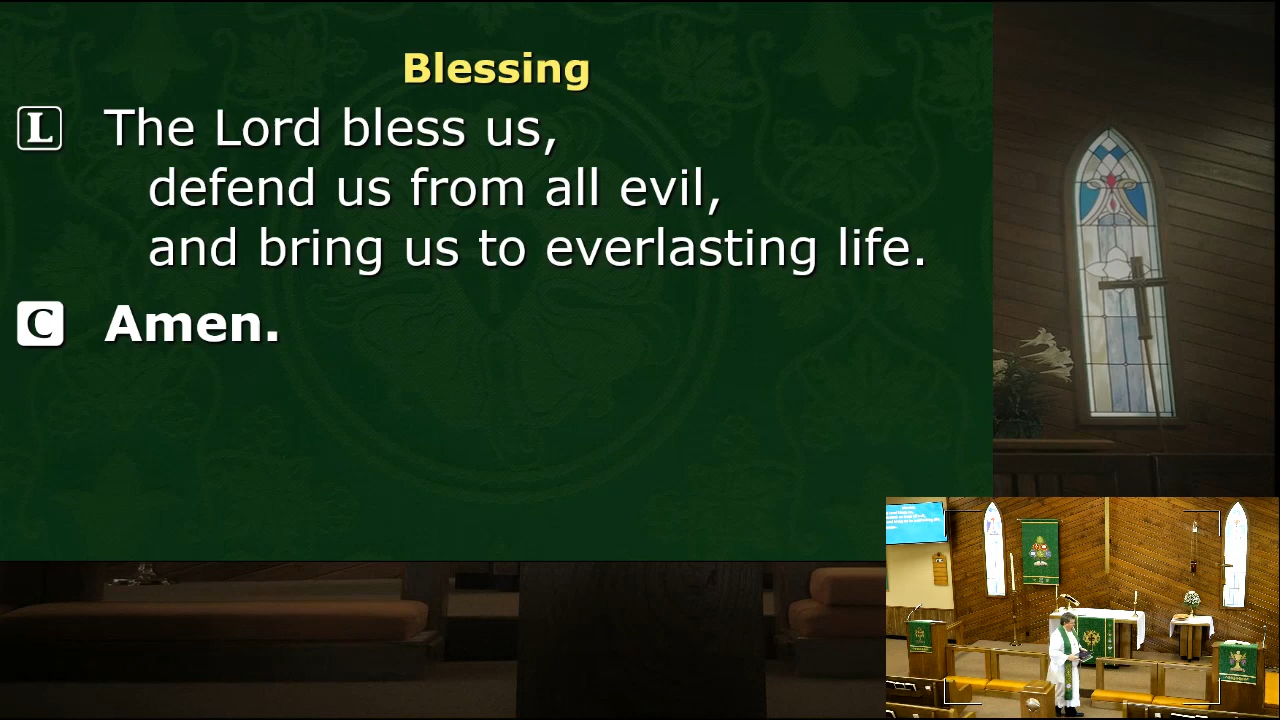 Blessing
L The Lord bless us,
defend us from all evil,
and bring us to everlasting life.
C Amen.